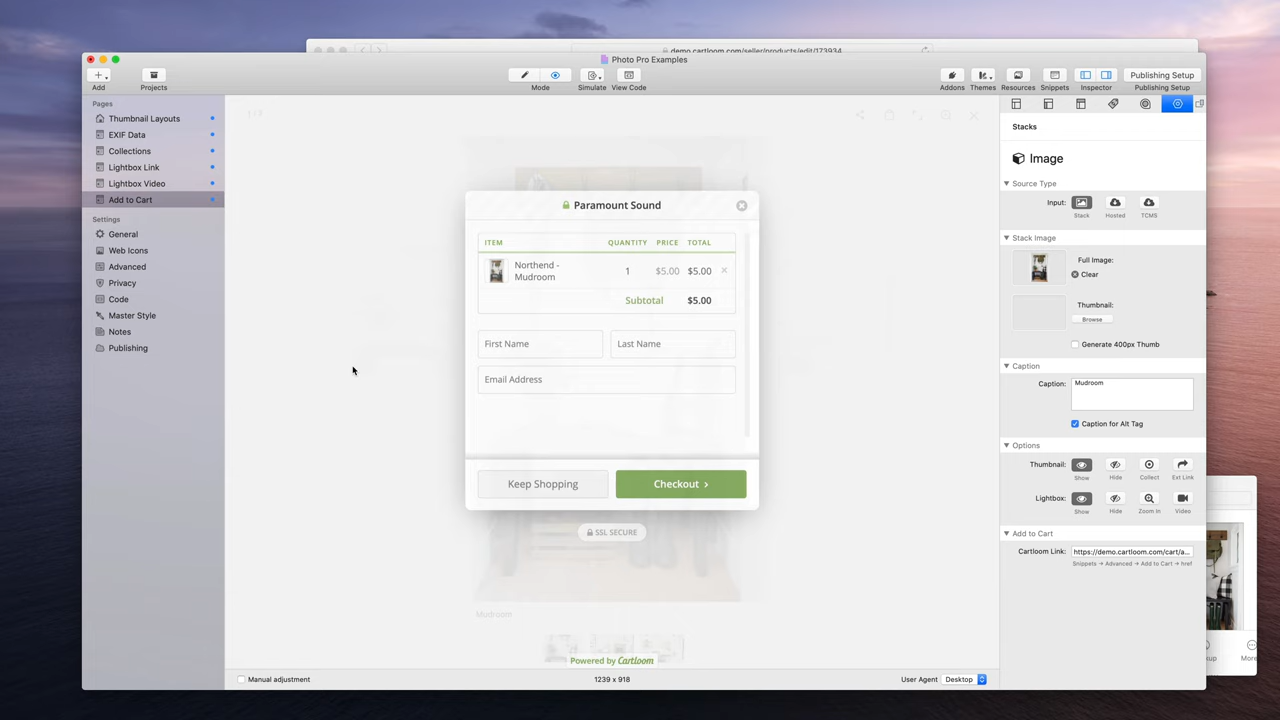 demo.cartloom.com/seller/products/edit/173934
Photo Pro Examples
Add
Projects
Mode
Simulate
View Code
Addons
Themes
Resources
Snippets
Inspector
Publishing Setup
Publishing Setup
Pages
Thumbnail Layouts
EXIF Data
Collections
Lightbox Link
Lightbox Video
Add to Cart
Settings
General
Web Icons
Advanced
Privacy
Code
Master Style
Notes
Publishing
Paramount Sound
ITEM QUANTITY PRICE TOTAL
Northend -
Mudroom
1 $5.00 $5.00
Subtotal $5.00
First Name
Last Name
Email Address
Keep Shopping
Checkout
SSL SECURE
Mudroom
Powered by Cartloom
Manual adjustment
1239 x 918
User Agent Desktop
Stacks
Image
Source Type
Input:
Stack
Hosted
TCMS
Stack Image
Full Image:
Clear
Thumbnail:
Browse
Generate 400px Thumb
Caption
Caption: Mudroom
Caption for Alt Tag
Options
Thumbnail:
Show
Hide
Collect
Ext Link
Lightbox:
Show
Hide
Zoom In
Video
Add to Cart
Cartloom Link: https://demo.cartloom.com/cart/a...
Snippets → Advanced → Add to Cart → href
More